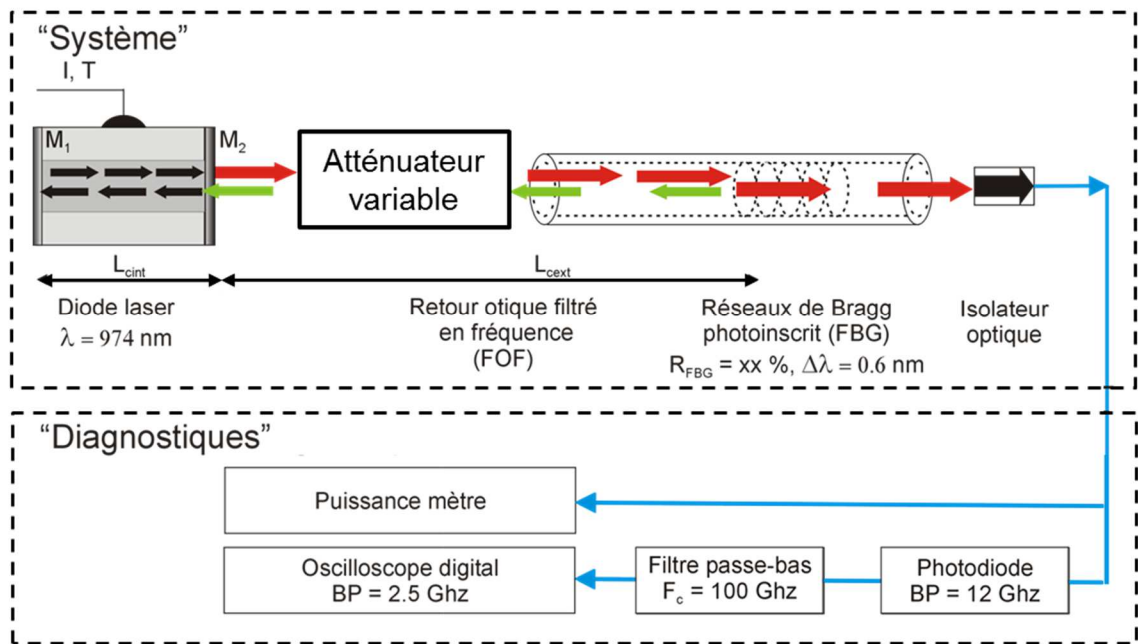 “Système”
I, T
M1
M2
Atténuateur
variable
Lcint
Lcext
Diode laser
λ = 974 nm
Retour otique filtré
en fréquence
(FOF)
Réseaux de Bragg
photoinscrit (FBG)
RFBG = xx %, Δλ = 0.6 nm
Isolateur
optique
“Diagnostiques”
Puissance mètre
Oscilloscope digital
BP = 2.5 Ghz
Filtre passe-bas
Fc = 100 Ghz
Photodiode
BP = 12 Ghz